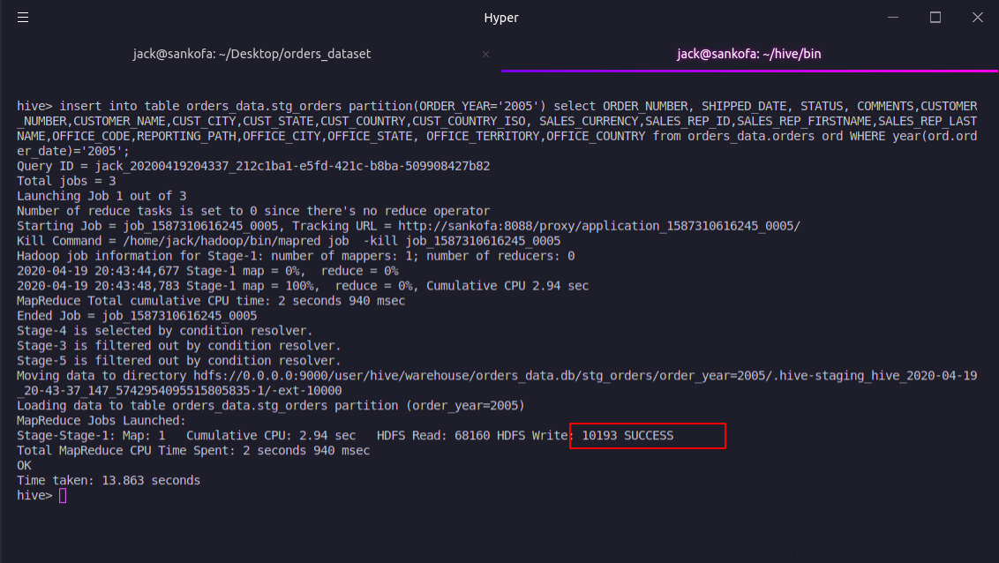 Hyper
jack@sankofa: ~/Desktop/orders_dataset
jack@sankofa: ~/hive/bin
hive> insert into table orders_data.stg_orders partition(ORDER_YEAR='2005') select ORDER_NUMBER, SHIPPED_DATE, STATUS, COMMENTS,CUSTOMER
_NUMBER,CUSTOMER_NAME,CUST_CITY,CUST_STATE,CUST_COUNTRY,CUST_COUNTRY_ISO, SALES_CURRENCY,SALES_REP_ID,SALES_REP_FIRSTNAME,SALES_REP_LAST
NAME,OFFICE_CODE,REPORTING_PATH,OFFICE_CITY,OFFICE_STATE, OFFICE_TERRITORY,OFFICE_COUNTRY from orders_data.orders ord WHERE year(ord.ord
er_date)='2005';
Query ID = jack_20200419204337_212c1ba1-e5fd-421c-b8ba-509908427b82
Total jobs = 3
Launching Job 1 out of 3
Number of reduce tasks is set to 0 since there's no reduce operator
Starting Job = job_1587310616245_0005, Tracking URL = http://sankofa:8088/proxy/application_1587310616245_0005/
Kill Command = /home/jack/hadoop/bin/mapred job  -kill job_1587310616245_0005
Hadoop job information for Stage-1: number of mappers: 1; number of reducers: 0
2020-04-19 20:43:44,677 Stage-1 map = 0%,  reduce = 0%
2020-04-19 20:43:48,783 Stage-1 map = 100%,  reduce = 0%, Cumulative CPU 2.94 sec
MapReduce Total cumulative CPU time: 2 seconds 940 msec
Ended Job = job_1587310616245_0005
Stage-4 is selected by condition resolver.
Stage-3 is filtered out by condition resolver.
Stage-5 is filtered out by condition resolver.
Moving data to directory hdfs://0.0.0.0:9000/user/hive/warehouse/orders_data.db/stg_orders/order_year=2005/.hive-staging_hive_2020-04-19
_20-43-37_147_5742954095515805835-1/-ext-10000
Loading data to table orders_data.stg_orders partition (order_year=2005)
MapReduce Jobs Launched:
Stage-Stage-1: Map: 1   Cumulative CPU: 2.94 sec   HDFS Read: 68160 HDFS Write: 10193 SUCCESS
Total MapReduce CPU Time Spent: 2 seconds 940 msec
OK
Time taken: 13.863 seconds
hive>